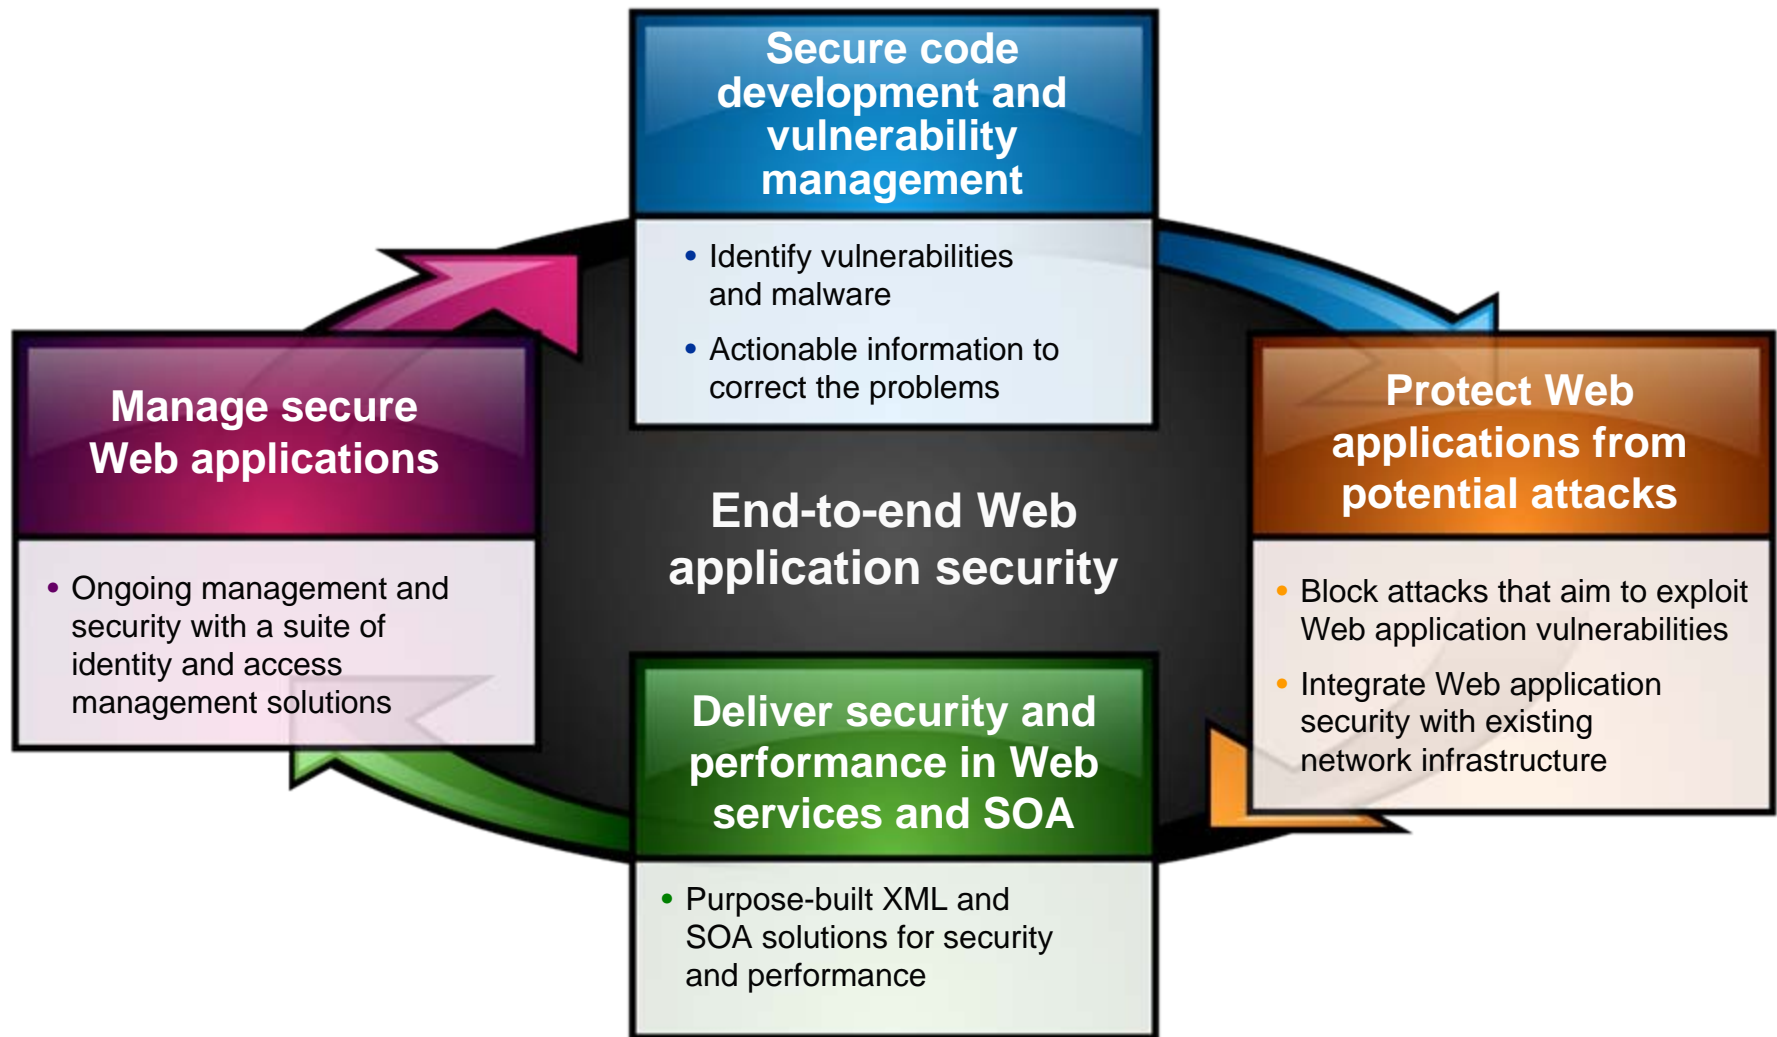 Secure code
development and
vulnerability
management
• Identify vulnerabilities
and malware
• Actionable information to
correct the problems
Manage secure
Web applications
• Ongoing management and
security with a suite of
identity and access
management solutions
End-to-end Web
application security
Protect Web
applications from
potential attacks
• Block attacks that aim to exploit
Web application vulnerabilities
• Integrate Web application
security with existing
network infrastructure
Deliver security and
performance in Web
services and SOA
• Purpose-built XML and
SOA solutions for security
and performance